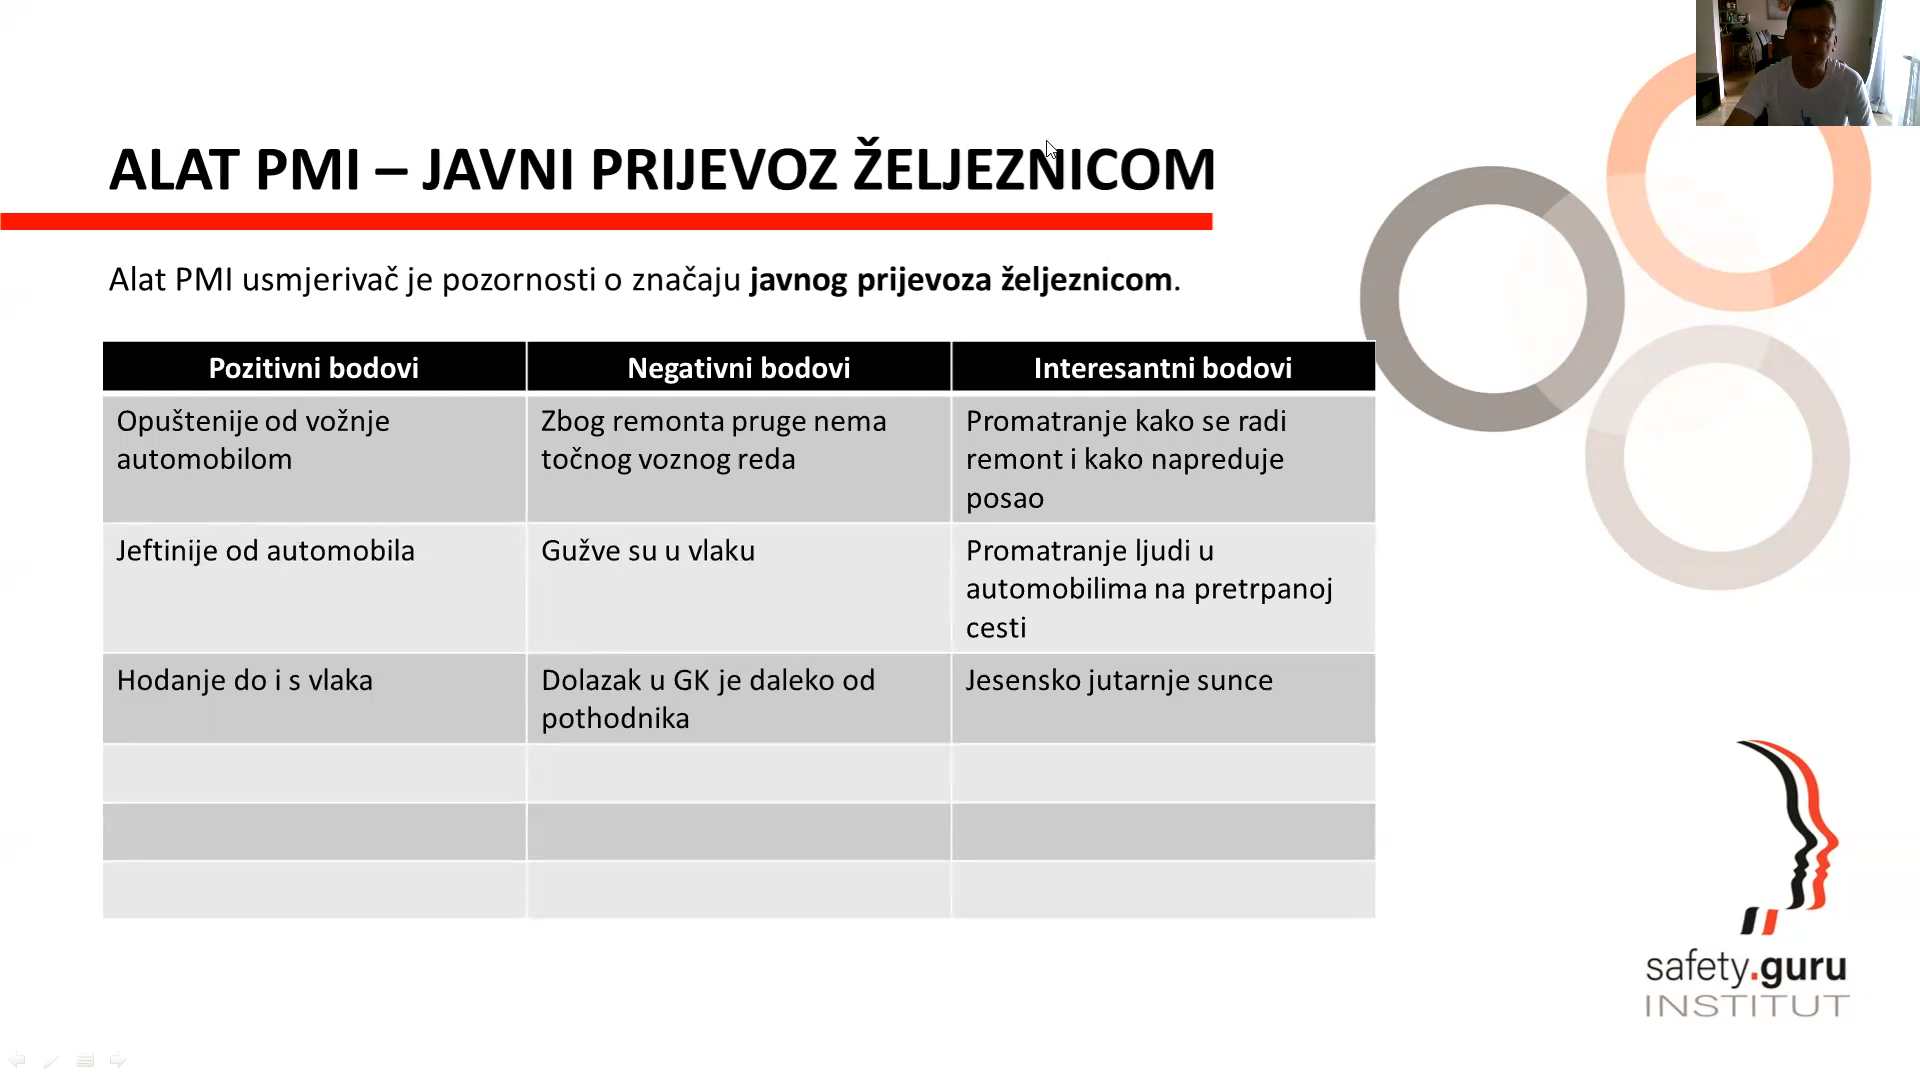 ALAT PMI – JAVNI PRIJEVOZ ŽELJEZNICOM
Alat PMI usmjerivač je pozornosti o značaju javnog prijevoza željeznicom.
Pozitivni bodovi
Negativni bodovi
Interesantni bodovi
Opuštenije od vožnje
automobilom
Zbog remonta pruge nema
točnog voznog reda
Promatranje kako se radi
remont i kako napreduje
posao
Jeftinije od automobila
Gužve su u vlaku
Promatranje ljudi u
automobilima na pretrpanoj
cesti
Hodanje do i s vlaka
Dolazak u GK je daleko od
pothodnika
Jesensko jutarnje sunce
safety.guru
INSTITUT